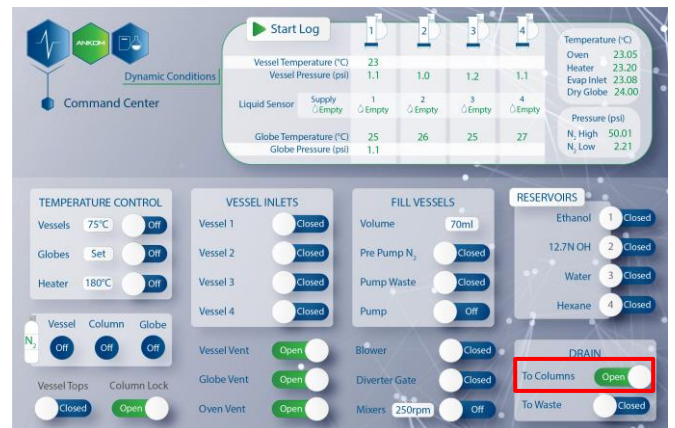 ANKOM
Dynamic Conditions
Command Center
Start Log
1 2 3 4
Vessel Temperature (°C) 23
Vessel Pressure (psi) 1.1 1.0 1.2 1.1
Liquid Sensor Supply Empty 1 Empty 2 Empty 3 Empty 4 Empty
Globe Temperature (°C) 25 26 25 27
Globe Pressure (psi) 1.1
Temperature (°C)
Oven 23.05
Heater 23.20
Evap Inlet 23.08
Dry Globe 24.00
Pressure (psi)
N2 High 50.01
N2 Low 2.21
TEMPERATURE CONTROL
Vessels 75°C Off
Globes Set Off
Heater 180°C Off
N2
Vessel Column Globe
Off Off Off
Vessel Tops Column Lock
Closed Open
VESSEL INLETS
Vessel 1 Closed
Vessel 2 Closed
Vessel 3 Closed
Vessel 4 Closed
Vessel Vent Open
Globe Vent Open
Oven Vent Open
FILL VESSELS
Volume 70ml
Pre Pump N2 Closed
Pump Waste Closed
Pump Off
Blower Closed
Diverter Gate Closed
Mixers 250rpm Off
RESERVOIRS
Ethanol 1 Closed
12.7N OH 2 Closed
Water 3 Closed
Hexane 4 Closed
DRAIN
To Columns Open
To Waste Closed